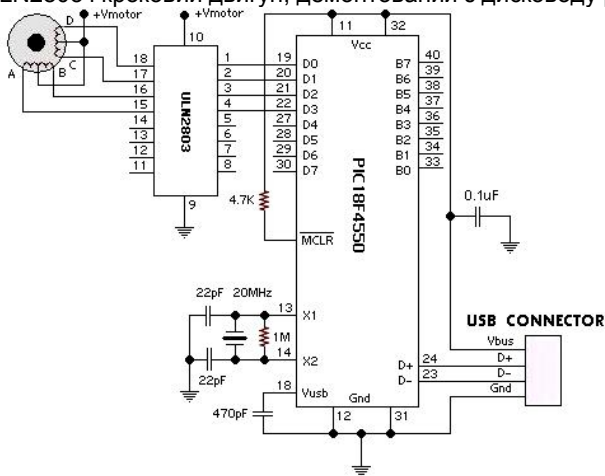 і кроковий двигун, демонтований з дисководу
+Vmotor +Vmotor
D
A B C
10
18 1
17 2
16 3
15 4
14 5
13 6
12 7
11 8
ULN2803
9
11 32
Vcc
19 D0 B7 40
20 D1 B6 39
21 D2 B5 38
22 D3 B4 37
27 D4 B3 36
28 D5 B2 35
29 D6 B1 34
30 D7 B0 33
PIC18F4550
4.7K
MCLR
0.1uF
22pF 20MHz
13 X1
1M
14 X2
22pF
18 Vusb
470pF
Gnd
12 31
D+ 24
D- 23
USB CONNECTOR
Vbus
D+
D-
Gnd